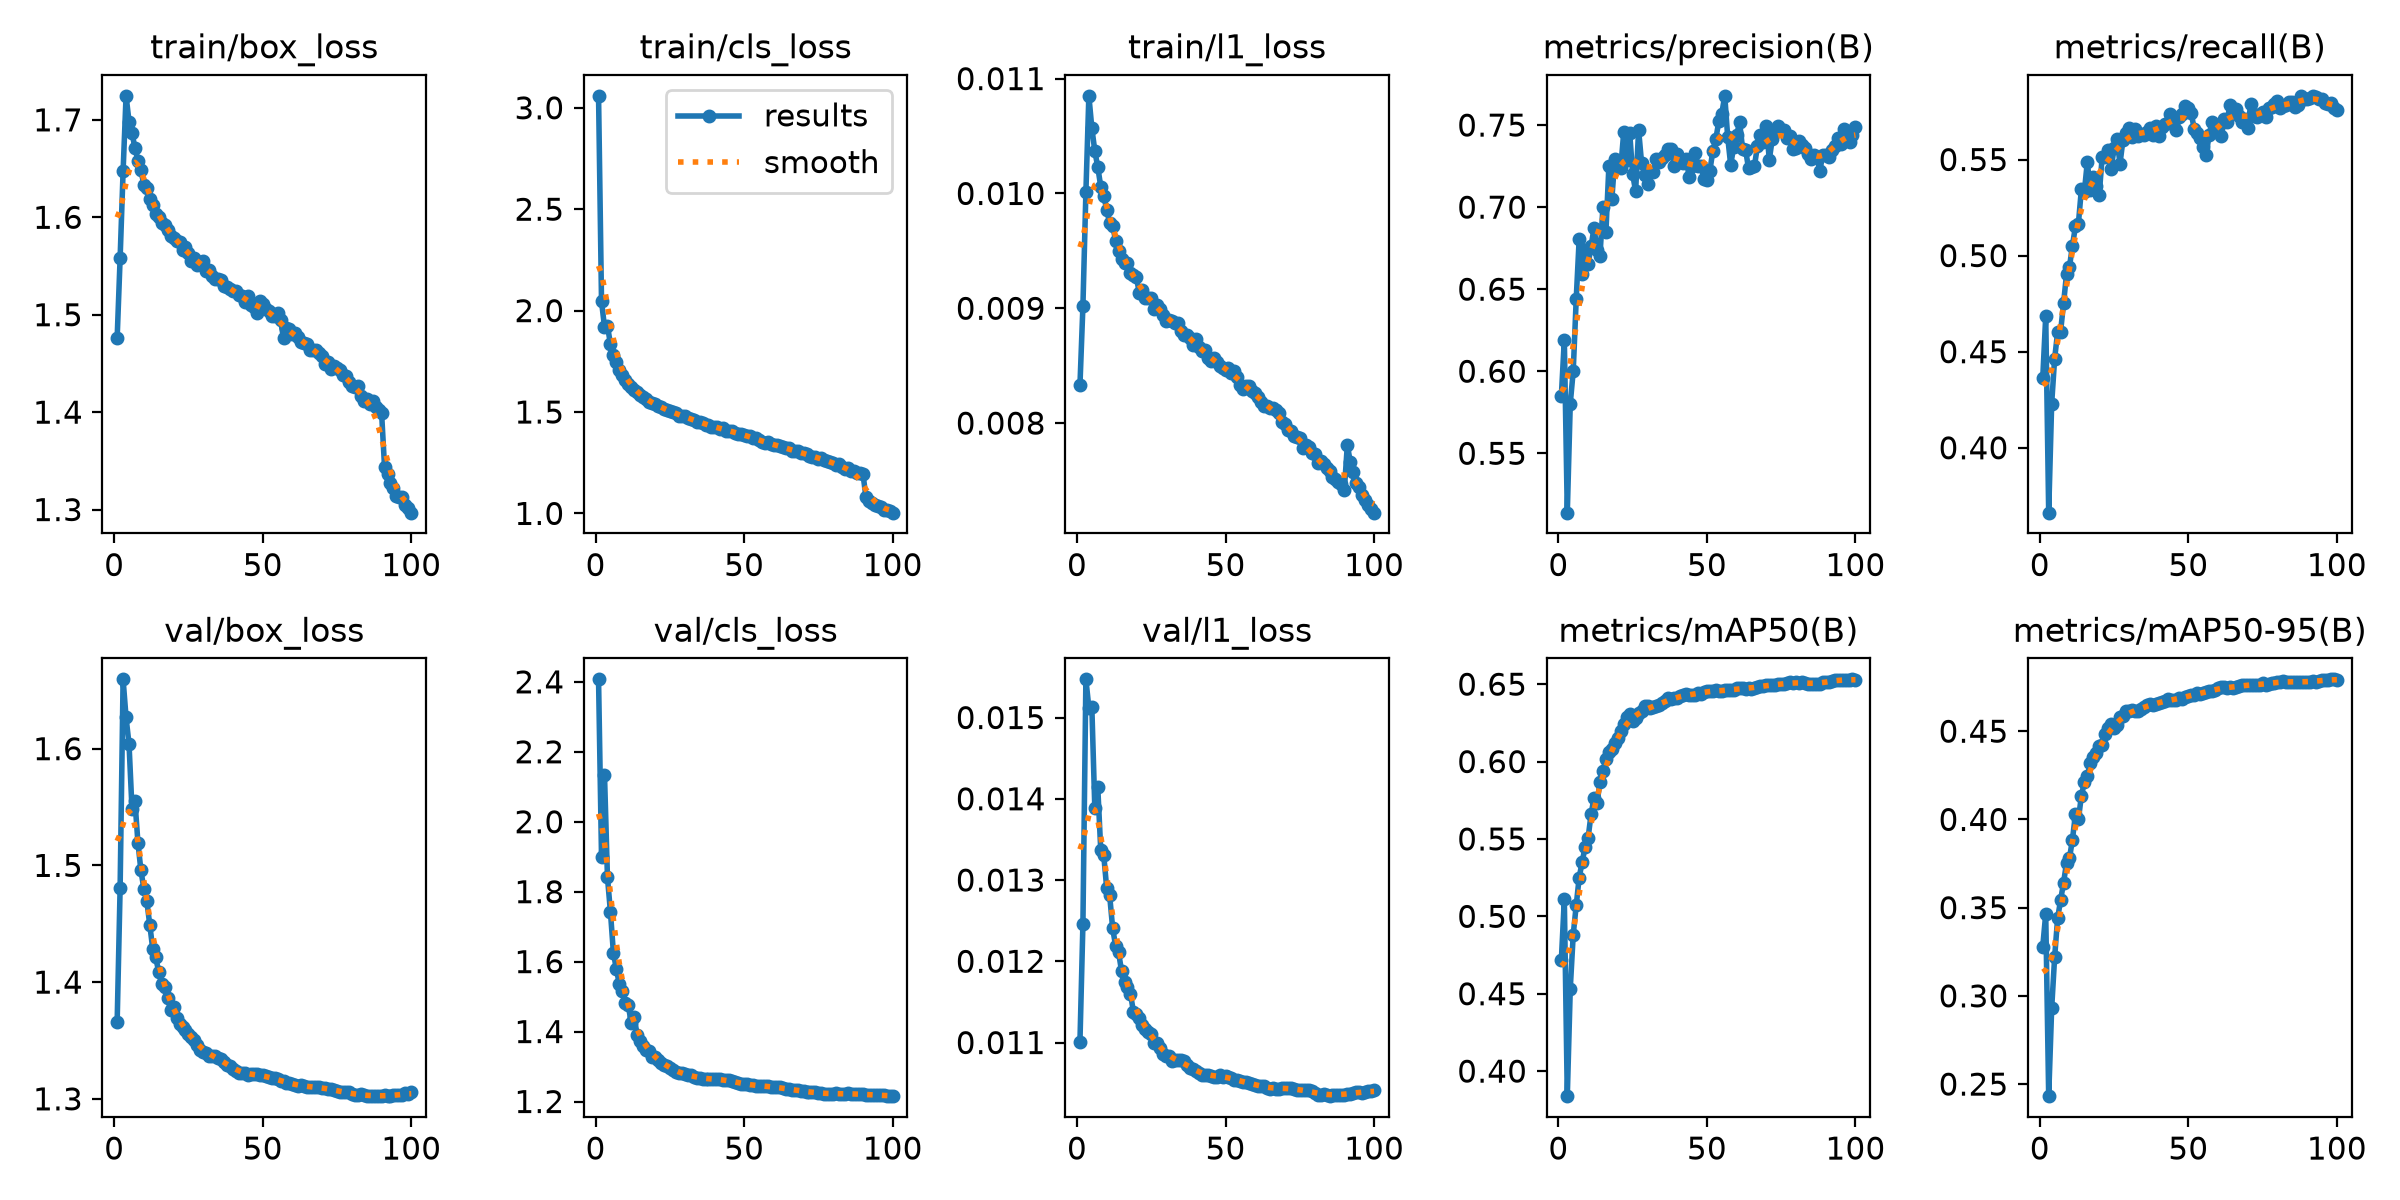 train/box_loss
1.7
1.6
1.5
1.4
1.3
0 50 100
train/cls_loss
results
smooth
3.0
2.5
2.0
1.5
1.0
0 50 100
train/l1_loss
0.011
0.010
0.009
0.008
0 50 100
metrics/precision(B)
0.75
0.70
0.65
0.60
0.55
0 50 100
metrics/recall(B)
0.55
0.50
0.45
0.40
0 50 100
val/box_loss
1.6
1.5
1.4
1.3
0 50 100
val/cls_loss
2.4
2.2
2.0
1.8
1.6
1.4
1.2
0 50 100
val/l1_loss
0.015
0.014
0.013
0.012
0.011
0 50 100
metrics/mAP50(B)
0.65
0.60
0.55
0.50
0.45
0.40
0 50 100
metrics/mAP50-95(B)
0.45
0.40
0.35
0.30
0.25
0 50 100